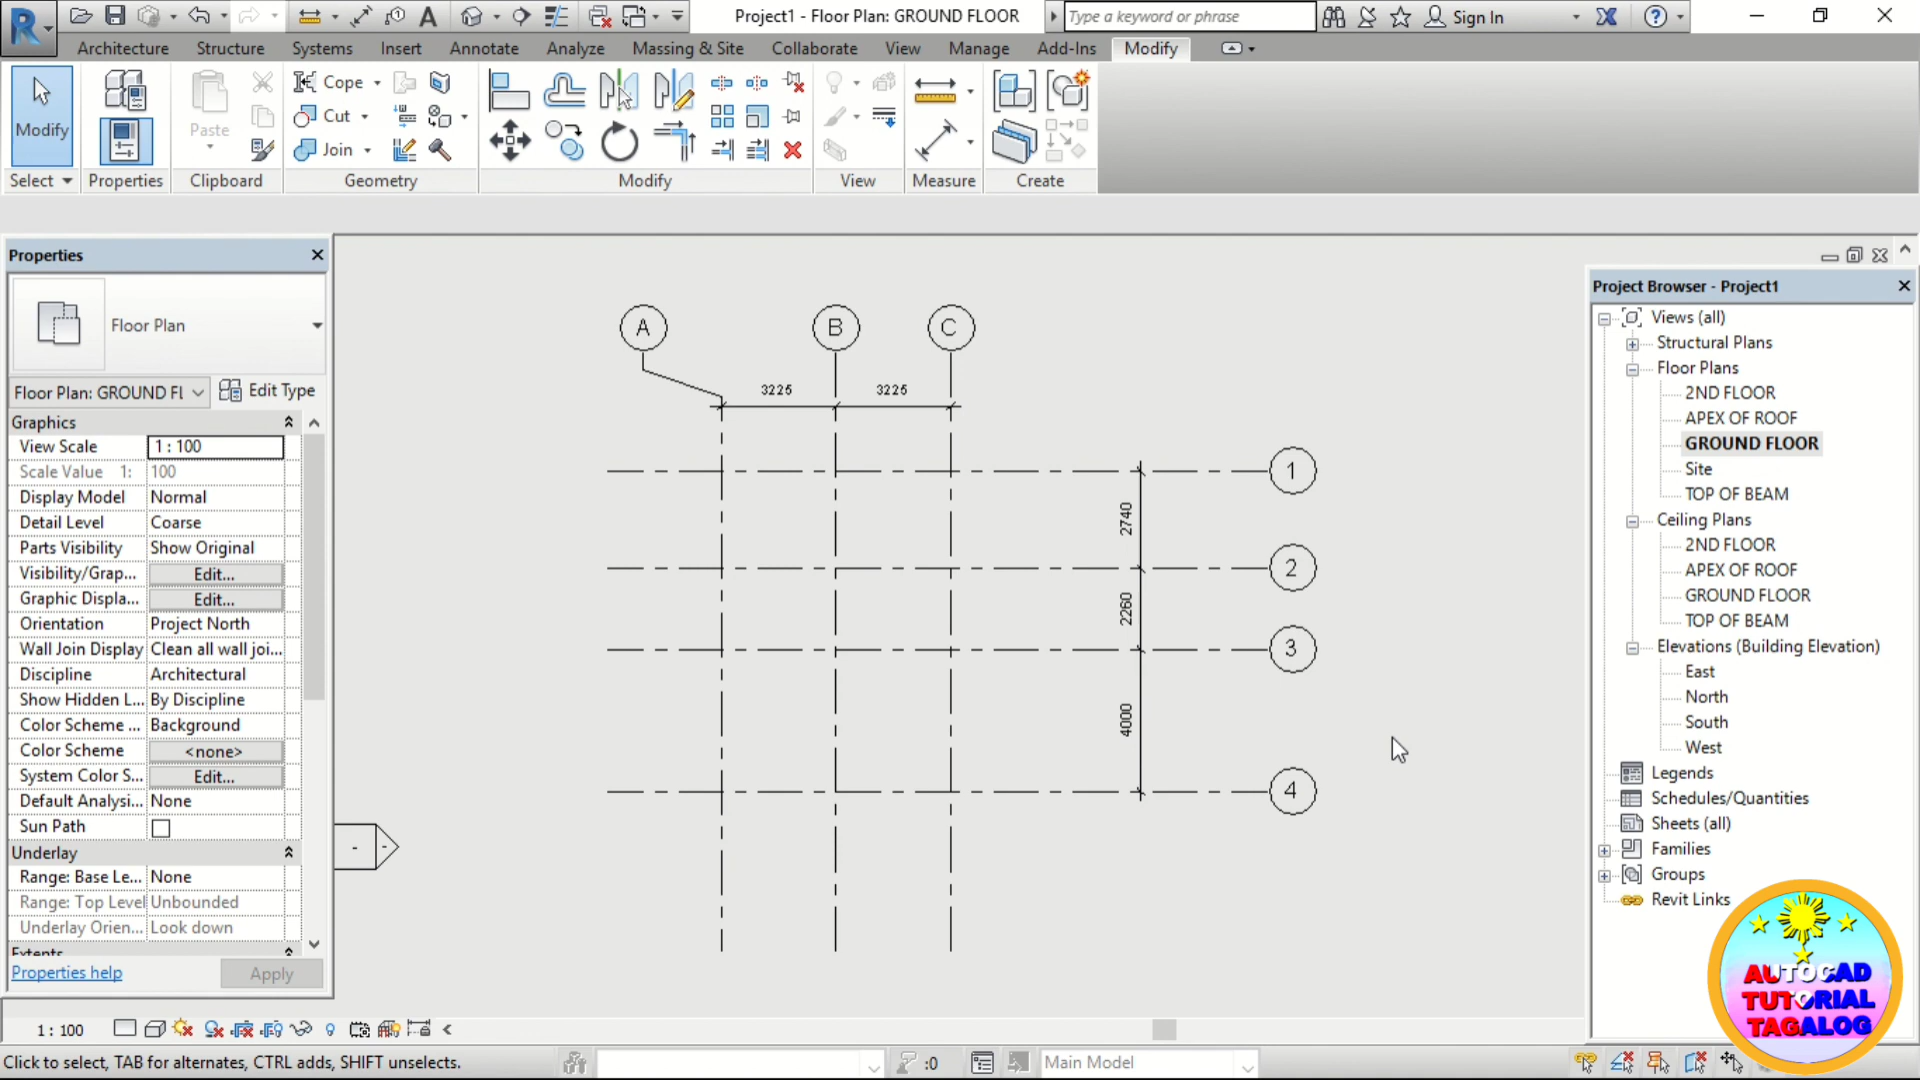 Project1 - Floor Plan: GROUND FLOOR
Type a keyword or phrase
Sign In
Architecture Structure Systems Insert Annotate Analyze Massing & Site Collaborate View Manage Add-Ins Modify
Modify
Paste
Cope
Cut
Join
Select Properties Clipboard Geometry Modify View Measure Create
Properties
Floor Plan
Floor Plan: GROUND FL
Edit Type
Graphics
View Scale 1 : 100
Scale Value 1: 100
Display Model Normal
Detail Level Coarse
Parts Visibility Show Original
Visibility/Grap... Edit...
Graphic Displa... Edit...
Orientation Project North
Wall Join Display Clean all wall joi...
Discipline Architectural
Show Hidden L... By Discipline
Color Scheme ... Background
Color Scheme <none>
System Color S... Edit...
Default Analysi... None
Sun Path
Underlay
Range: Base Le... None
Range: Top Level Unbounded
Underlay Orien... Look down
Extents
Properties help
Apply
A B C
3225 3225
1
2740
2
2260
3
4000
4
- -
Project Browser - Project1
Views (all)
Structural Plans
Floor Plans
2ND FLOOR
APEX OF ROOF
GROUND FLOOR
Site
TOP OF BEAM
Ceiling Plans
2ND FLOOR
APEX OF ROOF
GROUND FLOOR
TOP OF BEAM
Elevations (Building Elevation)
East
North
South
West
Legends
Schedules/Quantities
Sheets (all)
Families
Groups
Revit Links
AUTOCAD
TUTORIAL
TAGALOG
1 : 100
Click to select, TAB for alternates, CTRL adds, SHIFT unselects.
:0
Main Model